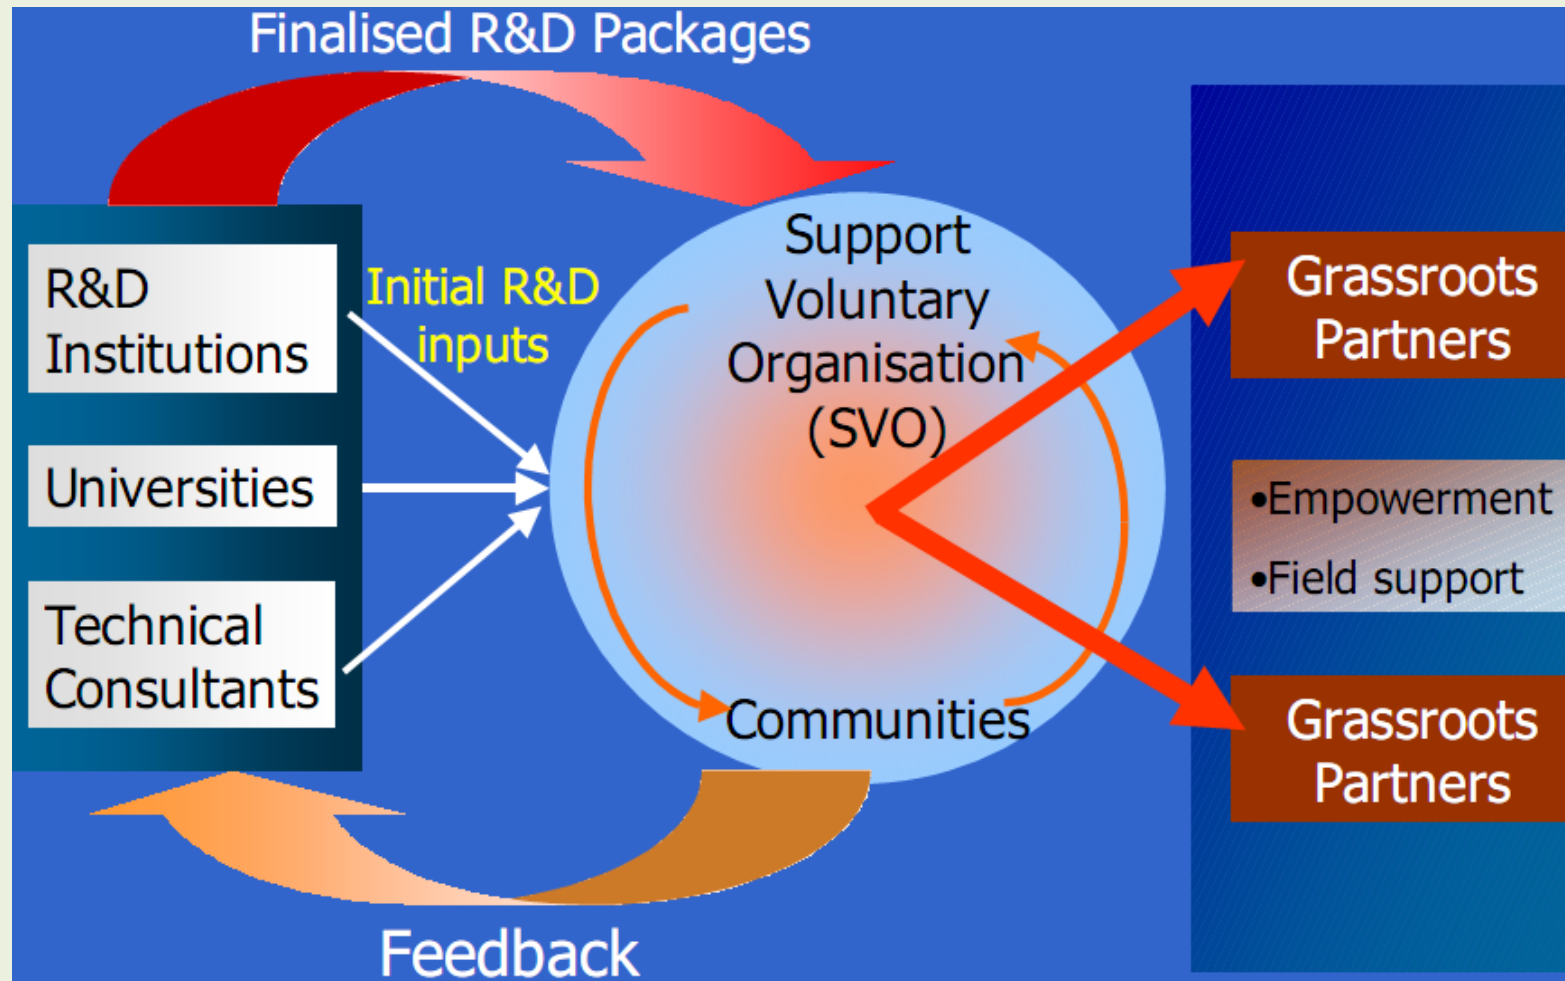 Finalised R&D Packages
R&D
Institutions
Universities
Technical
Consultants
Initial R&D
inputs
Support
Voluntary
Organisation
(SVO)
Communities
Grassroots
Partners
•Empowerment
•Field support
Grassroots
Partners
Feedback